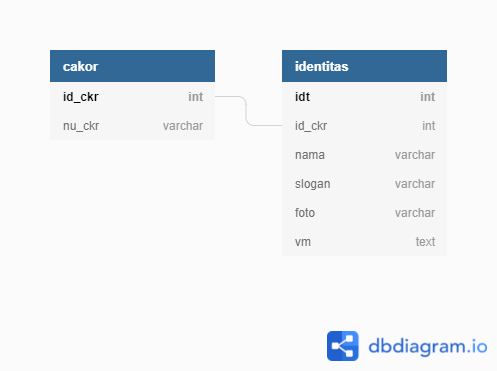 cakor
id_ckr int
nu_ckr varchar
identitas
idt int
id_ckr int
nama varchar
slogan varchar
foto varchar
vm text
dbdiagram.io